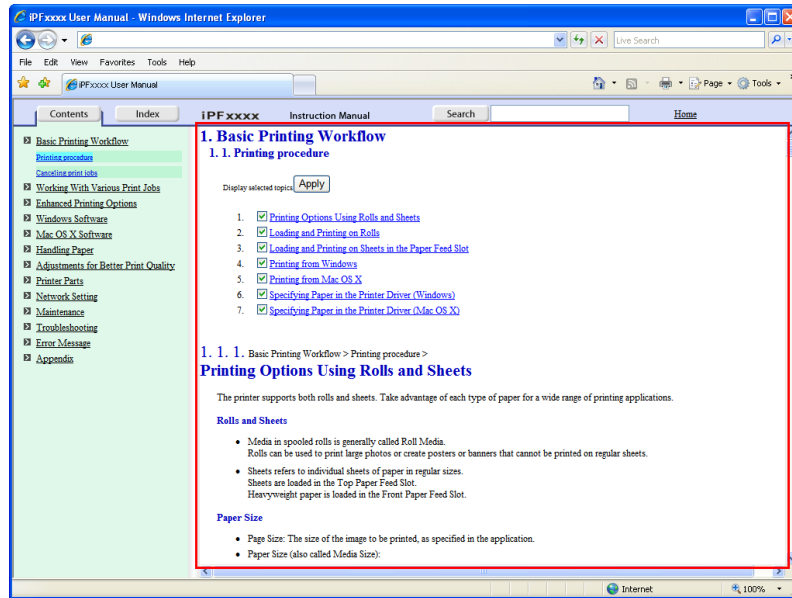 iPFxxxx User Manual - Windows Internet Explorer
Live Search
File Edit View Favorites Tools Help
iPFxxxx User Manual
Page Tools
Contents Index iPFxxxx Instruction Manual Search Home
Basic Printing Workflow
Printing procedure
Canceling print jobs
Working With Various Print Jobs
Enhanced Printing Options
Windows Software
Mac OS X Software
Handling Paper
Adjustments for Better Print Quality
Printer Parts
Network Setting
Maintenance
Troubleshooting
Error Message
Appendix
1. Basic Printing Workflow
1. 1. Printing procedure
Display selected topics Apply
1. Printing Options Using Rolls and Sheets
2. Loading and Printing on Rolls
3. Loading and Printing on Sheets in the Paper Feed Slot
4. Printing from Windows
5. Printing from Mac OS X
6. Specifying Paper in the Printer Driver (Windows)
7. Specifying Paper in the Printer Driver (Mac OS X)
1. 1. 1. Basic Printing Workflow > Printing procedure >
Printing Options Using Rolls and Sheets
The printer supports both rolls and sheets. Take advantage of each type of paper for a wide range of printing applications.
Rolls and Sheets
• Media in spooled rolls is generally called Roll Media.
Rolls can be used to print large photos or create posters or banners that cannot be printed on regular sheets.
• Sheets refers to individual sheets of paper in regular sizes.
Sheets are loaded in the Top Paper Feed Slot.
Heavyweight paper is loaded in the Front Paper Feed Slot.
Paper Size
• Page Size: The size of the image to be printed, as specified in the application.
• Paper Size (also called Media Size):
Internet 100%